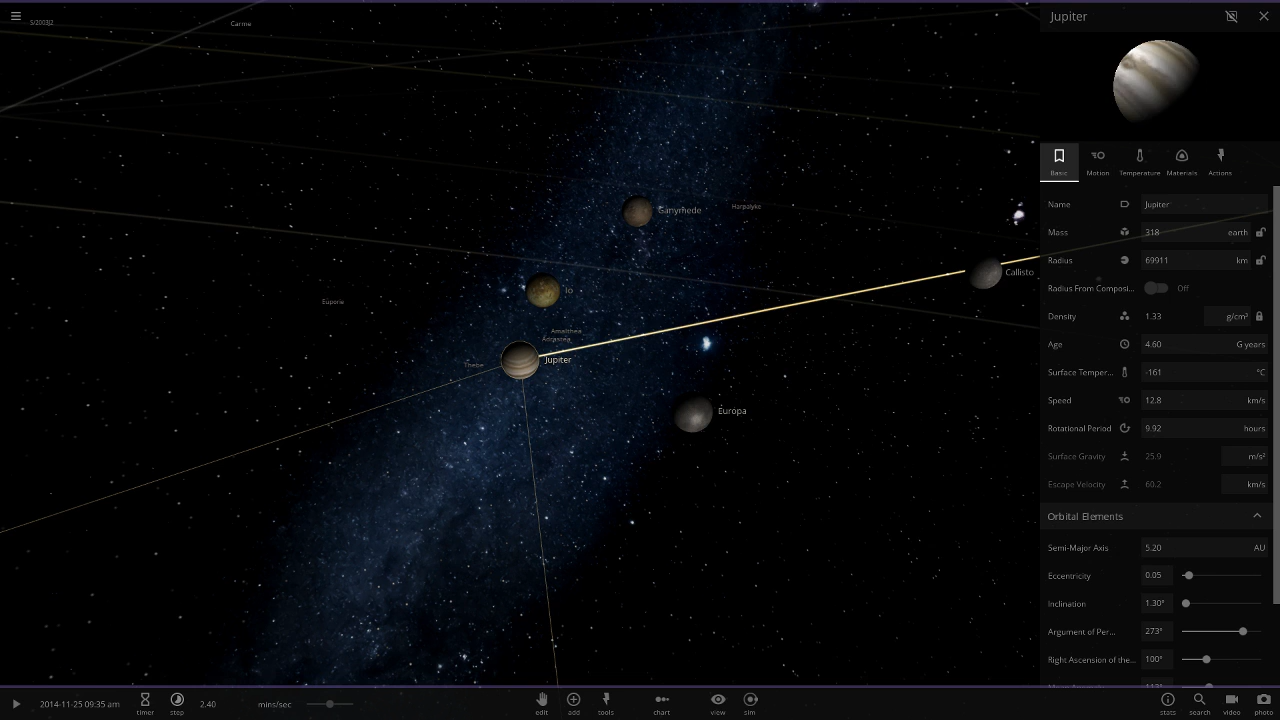 S/2003J2
Carme
Ganymede
Harpalyke
Callisto
Io
Euporie
Amalthea
Adrastea
Jupiter
Thebe
Europa
Jupiter
Basic Motion Temperature Materials Actions
Name Jupiter
Mass 318 earth
Radius 69911 km
Radius From Composi... Off
Density 1.33 g/cm³
Age 4.60 G years
Surface Temper... -161 °C
Speed 12.8 km/s
Rotational Period 9.92 hours
Surface Gravity 25.9 m/s²
Escape Velocity 60.2 km/s
Orbital Elements
Semi-Major Axis 5.20 AU
Eccentricity 0.05
Inclination 1.30°
Argument of Per... 273°
Right Ascension of the... 100°
2014-11-25 09:35 am timer step 2.40 mins/sec edit add tools chart view sim stats search video photo